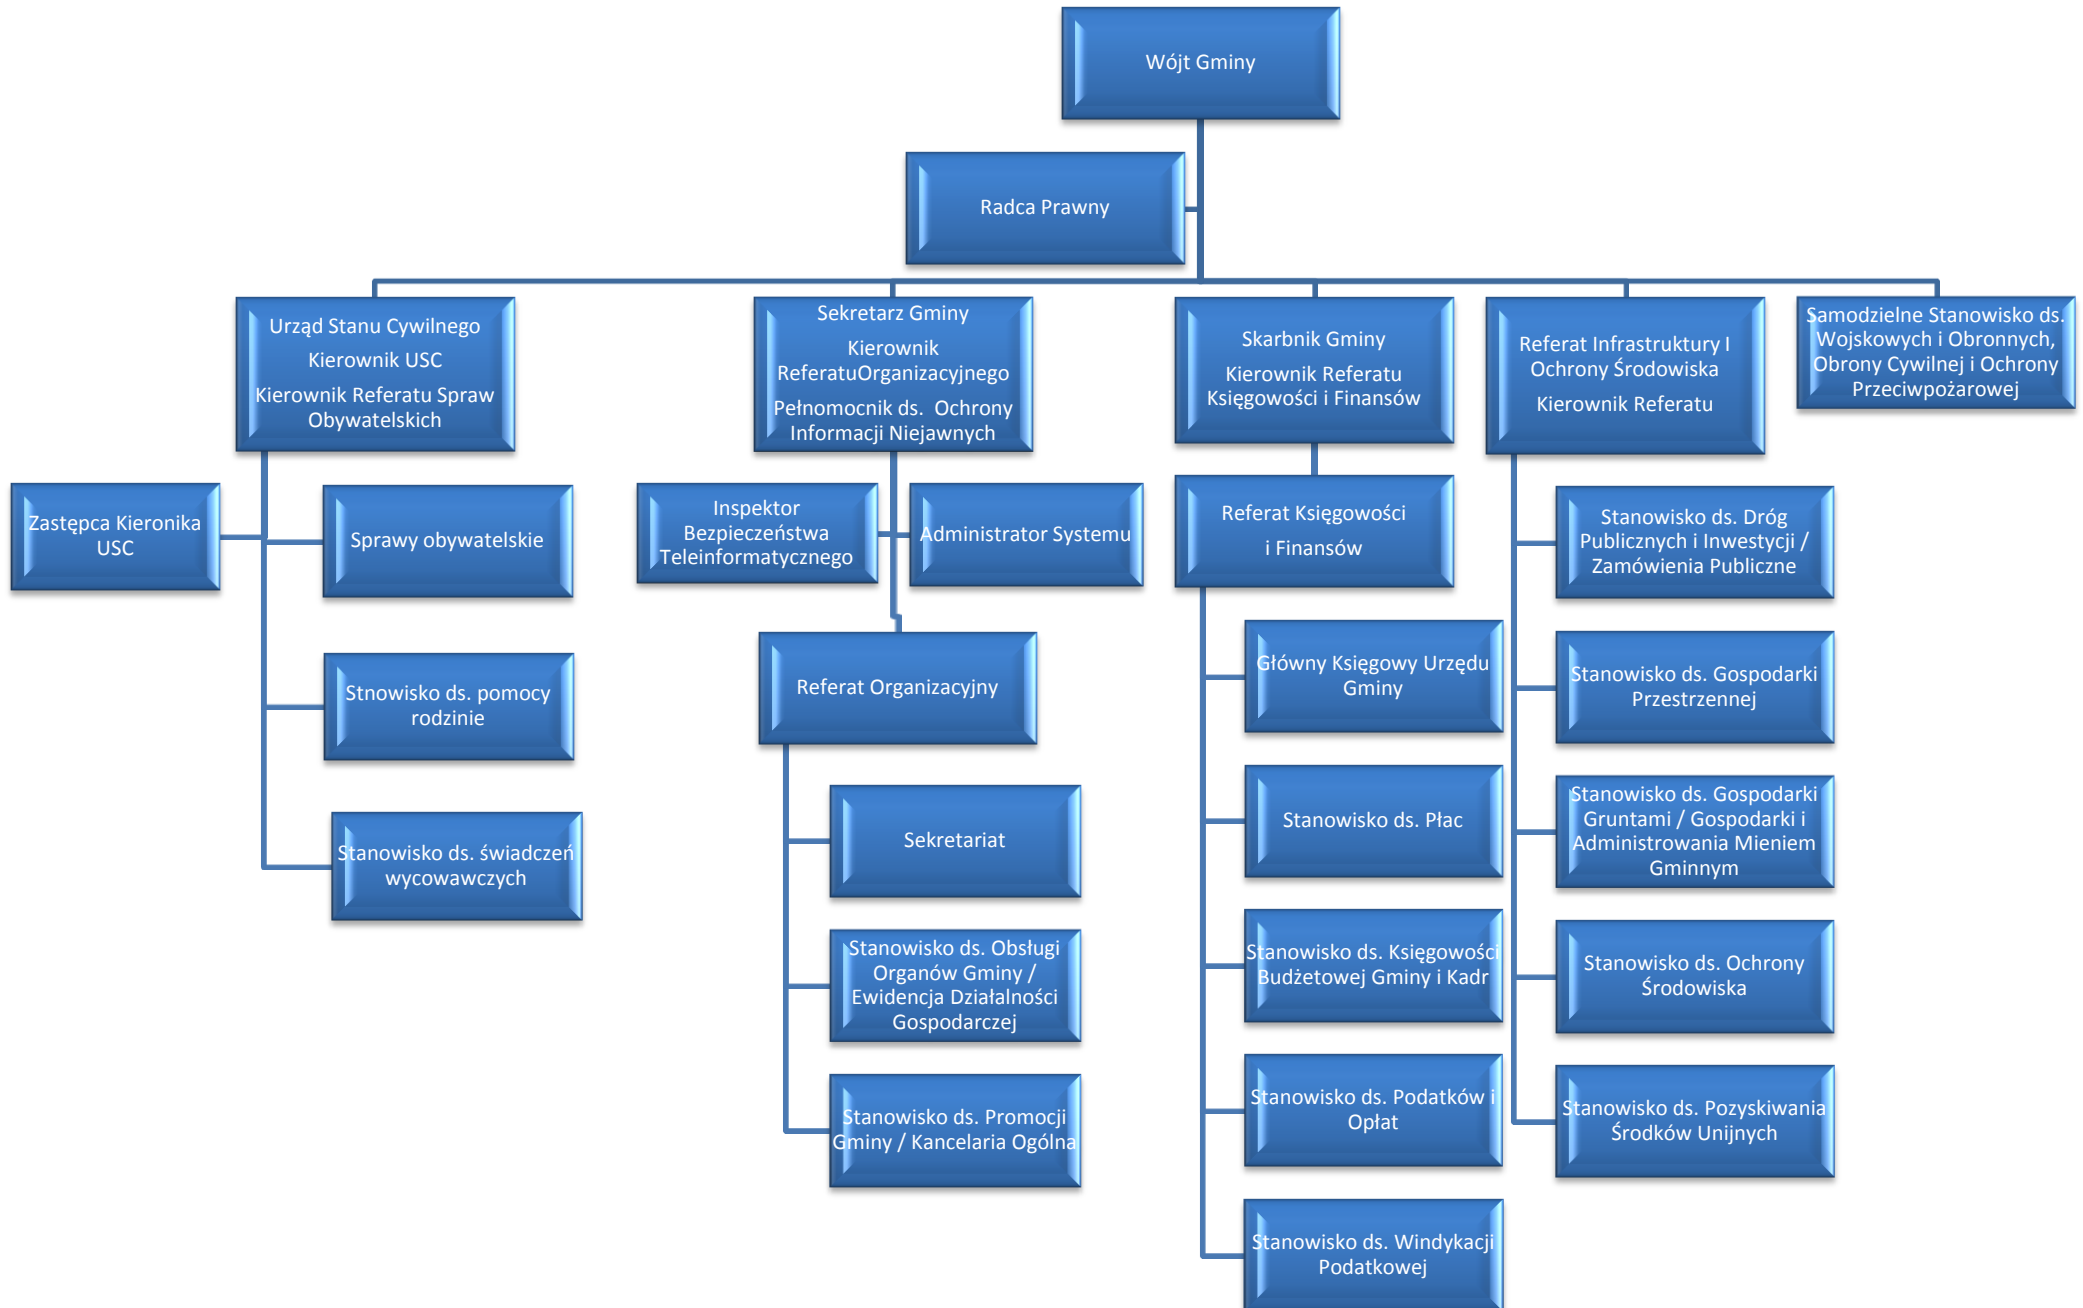 Wójt Gminy
Radca Prawny
Urząd Stanu Cywilnego
Kierownik USC
Kierownik Referatu Spraw
Obywatelskich
Sekretarz Gminy
Kierownik
ReferatuOrganizacyjnego
Pełnomocnik ds. Ochrony
Informacji Niejawnych
Skarbnik Gminy
Kierownik Referatu
Księgowości i Finansów
Referat Infrastruktury I
Ochrony Środowiska
Kierownik Referatu
Samodzielne Stanowisko ds.
Wojskowych i Obronnych,
Obrony Cywilnej i Ochrony
Przeciwpożarowej
Zastępca Kieronika
USC
Sprawy obywatelskie
Stnowisko ds. pomocy
rodzinie
Stanowisko ds. świadczeń
wycowawczych
Inspektor
Bezpieczeństwa
Teleinformatycznego
Administrator Systemu
Referat Organizacyjny
Sekretariat
Stanowisko ds. Obsługi
Organów Gminy /
Ewidencja Działalności
Gospodarczej
Stanowisko ds. Promocji
Gminy / Kancelaria Ogólna
Referat Księgowości
i Finansów
Główny Księgowy Urzędu
Gminy
Stanowisko ds. Płac
Stanowisko ds. Księgowości
Budżetowej Gminy i Kadr
Stanowisko ds. Podatków i
Opłat
Stanowisko ds. Windykacji
Podatkowej
Stanowisko ds. Dróg
Publicznych i Inwestycji /
Zamówienia Publiczne
Stanowisko ds. Gospodarki
Przestrzennej
Stanowisko ds. Gospodarki
Gruntami / Gospodarki i
Administrowania Mieniem
Gminnym
Stanowisko ds. Ochrony
Środowiska
Stanowisko ds. Pozyskiwania
Środków Unijnych